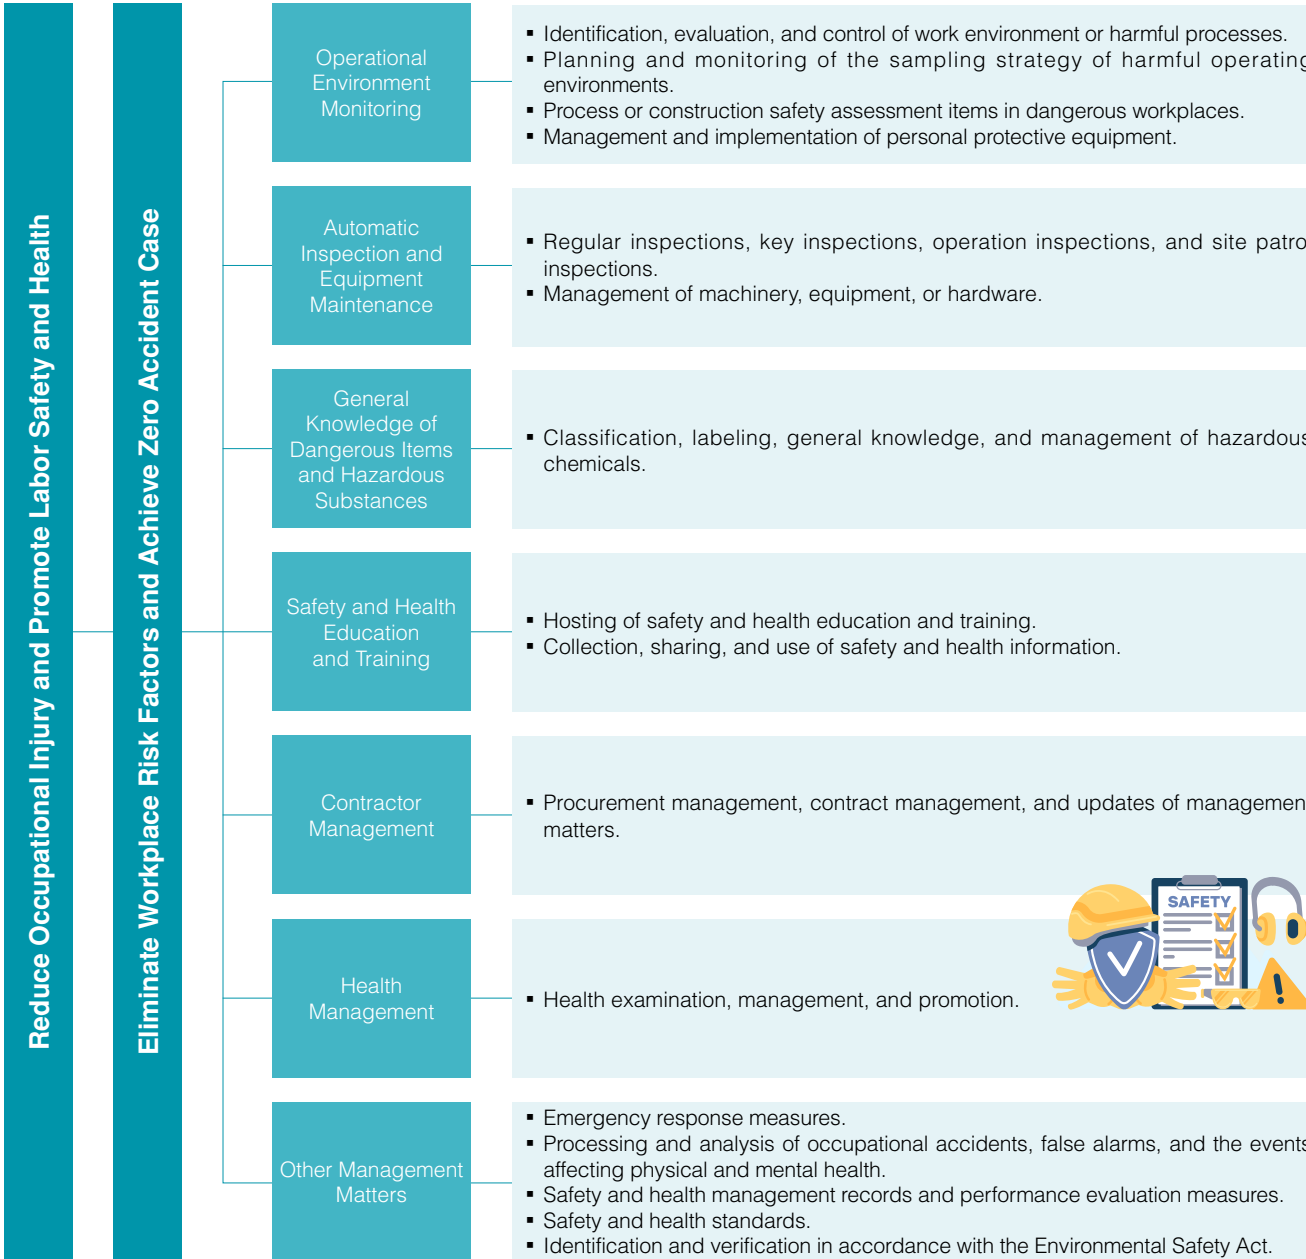 Reduce Occupational Injury and Promote Labor Safety and Health
Eliminate Workplace Risk Factors and Achieve Zero Accident Case
Operational
Environment
Monitoring
▪ Identification, evaluation, and control of work environment or harmful processes.
▪ Planning and monitoring of the sampling strategy of harmful operating
environments.
▪ Process or construction safety assessment items in dangerous workplaces.
▪ Management and implementation of personal protective equipment.
Automatic
Inspection and
Equipment
Maintenance
▪ Regular inspections, key inspections, operation inspections, and site patrol
inspections.
▪ Management of machinery, equipment, or hardware.
General
Knowledge of
Dangerous Items
and Hazardous
Substances
▪ Classification, labeling, general knowledge, and management of hazardous
chemicals.
Safety and Health
Education
and Training
▪ Hosting of safety and health education and training.
▪ Collection, sharing, and use of safety and health information.
Contractor
Management
▪ Procurement management, contract management, and updates of management
matters.
SAFETY
Health
Management
▪ Health examination, management, and promotion.
Other Management
Matters
▪ Emergency response measures.
▪ Processing and analysis of occupational accidents, false alarms, and the events
affecting physical and mental health.
▪ Safety and health management records and performance evaluation measures.
▪ Safety and health standards.
▪ Identification and verification in accordance with the Environmental Safety Act.